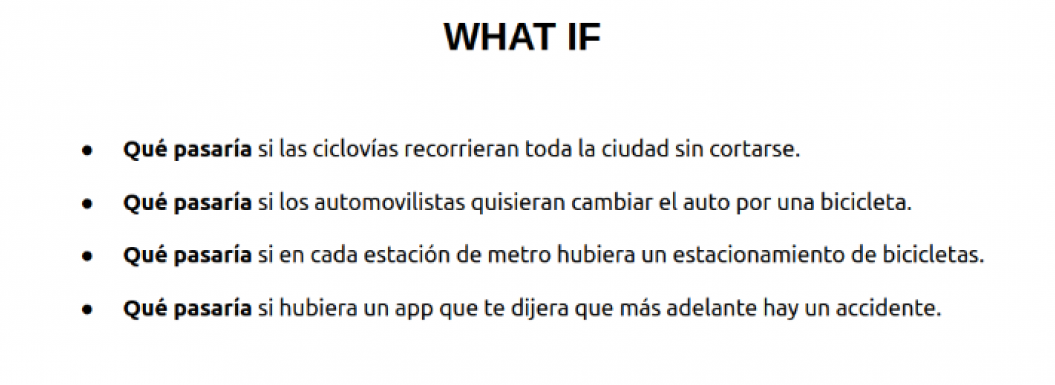 WHAT IF
● Qué pasaría si las ciclovías recorrieran toda la ciudad sin cortarse.
● Qué pasaría si los automovilistas quisieran cambiar el auto por una bicicleta.
● Qué pasaría si en cada estación de metro hubiera un estacionamiento de bicicletas.
● Qué pasaría si hubiera un app que te dijera que más adelante hay un accidente.